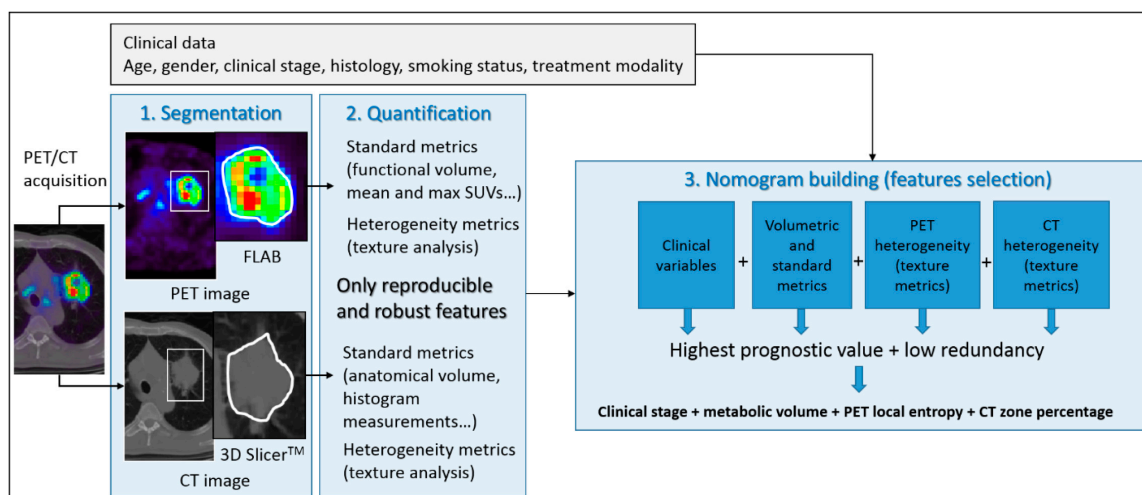 Clinical data
Age, gender, clinical stage, histology, smoking status, treatment modality
PET/CT
acquisition
1. Segmentation
FLAB
PET image
3D Slicer™
CT image
2. Quantification
Standard metrics
(functional volume,
mean and max SUVs...)
Heterogeneity metrics
(texture analysis)
Only reproducible
and robust features
Standard metrics
(anatomical volume,
histogram
measurements...)
Heterogeneity metrics
(texture analysis)
3. Nomogram building (features selection)
Clinical
variables
+
Volumetric
and
standard
metrics
+
PET
heterogeneity
(texture
metrics)
+
CT
heterogeneity
(texture
metrics)
Highest prognostic value + low redundancy
Clinical stage + metabolic volume + PET local entropy + CT zone percentage